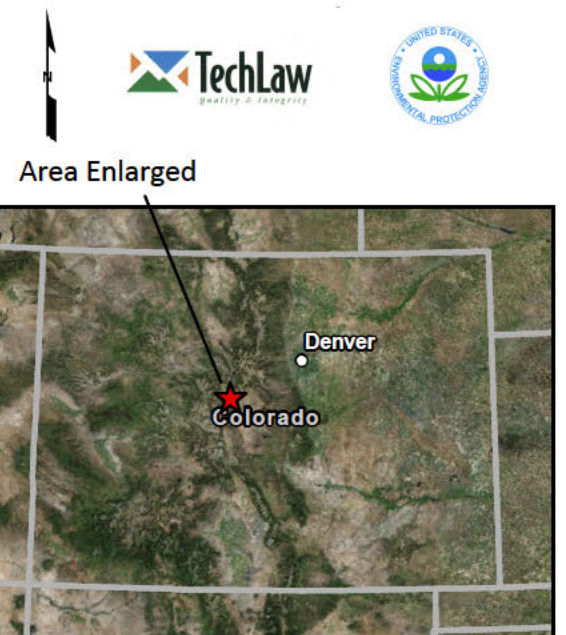 N
TechLaw
Quality & Integrity
UNITED STATES
ENVIRONMENTAL PROTECTION AGENCY
Area Enlarged
Denver
Colorado